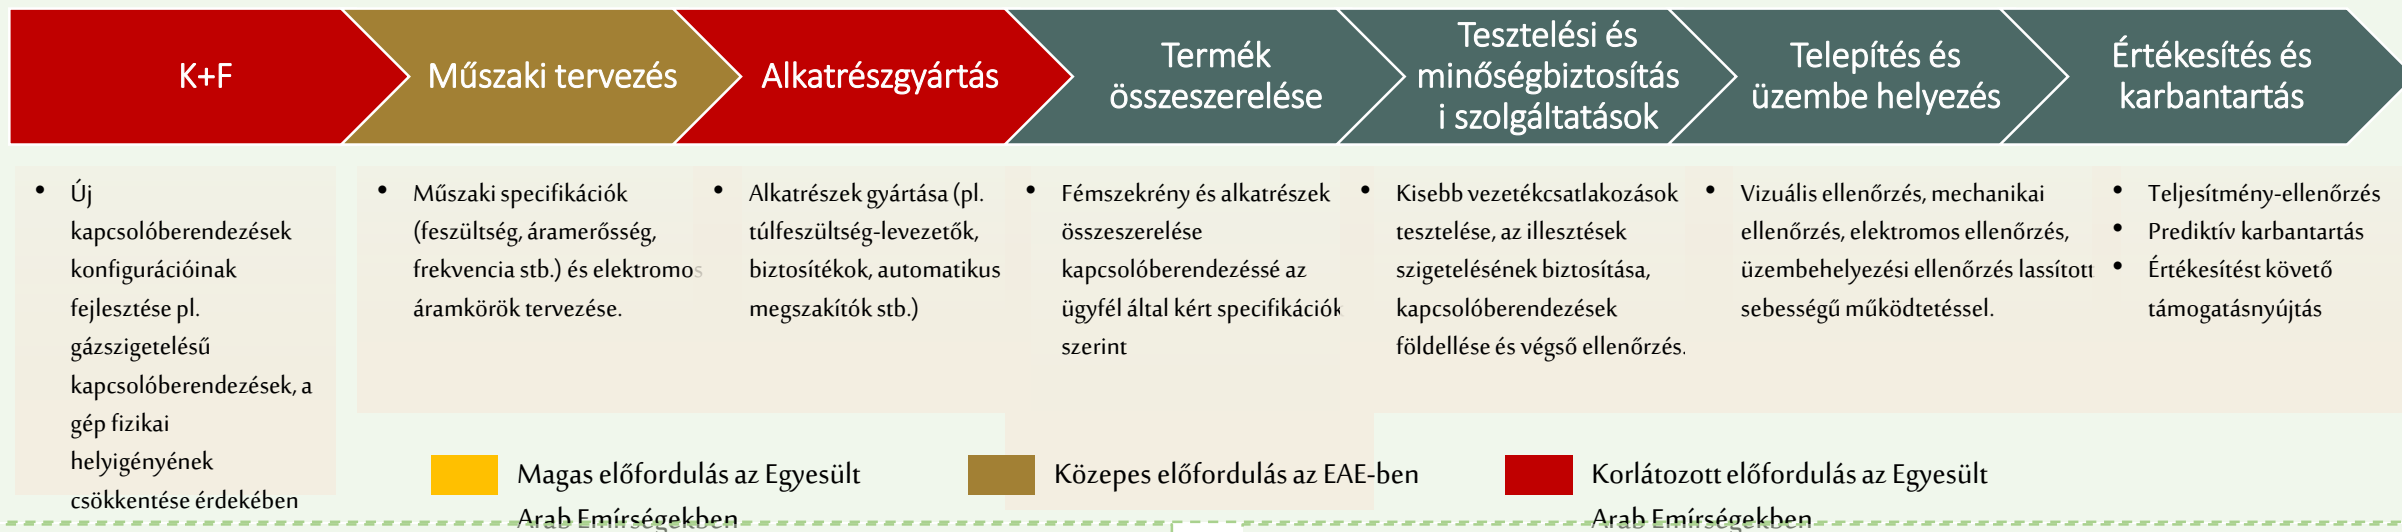 K+F
Műszaki tervezés
Alkatrészgyártás
Termék
összeszerelése
Tesztelési és
minőségbiztosítás
i szolgáltatások
Telepítés és
üzembe helyezés
Értékesítés és
karbantartás
• Új
kapcsolóberendezések
konfigurációinak
fejlesztése pl.
gázszigetelésű
kapcsolóberendezések, a
gép fizikai
helyigényének
csökkentése érdekében
• Műszaki specifikációk
(feszültség, áramerősség,
frekvencia stb.) és elektromos
áramkörök tervezése.
• Alkatrészek gyártása (pl.
túlfeszültség-levezetők,
biztosítékok, automatikus
megszakítók stb.)
• Fémszekrény és alkatrészek
összeszerelése
kapcsolóberendezéssé az
ügyfél által kért specifikációk
szerint
• Kisebb vezetékcsatlakozások
tesztelése, az illesztések
szigetelésének biztosítása,
kapcsolóberendezések
földellése és végső ellenőrzés.
• Vizuális ellenőrzés, mechanikai
ellenőrzés, elektromos ellenőrzés,
üzembehelyezési ellenőrzés lassított
sebességű működtetéssel.
• Teljesítmény-ellenőrzés
• Prediktív karbantartás
• Értékesítést követő
támogatásnyújtás
Magas előfordulás az Egyesült
Arab Emírségekben
Közepes előfordulás az EAE-ben
Korlátozott előfordulás az Egyesült
Arab Emírségekben